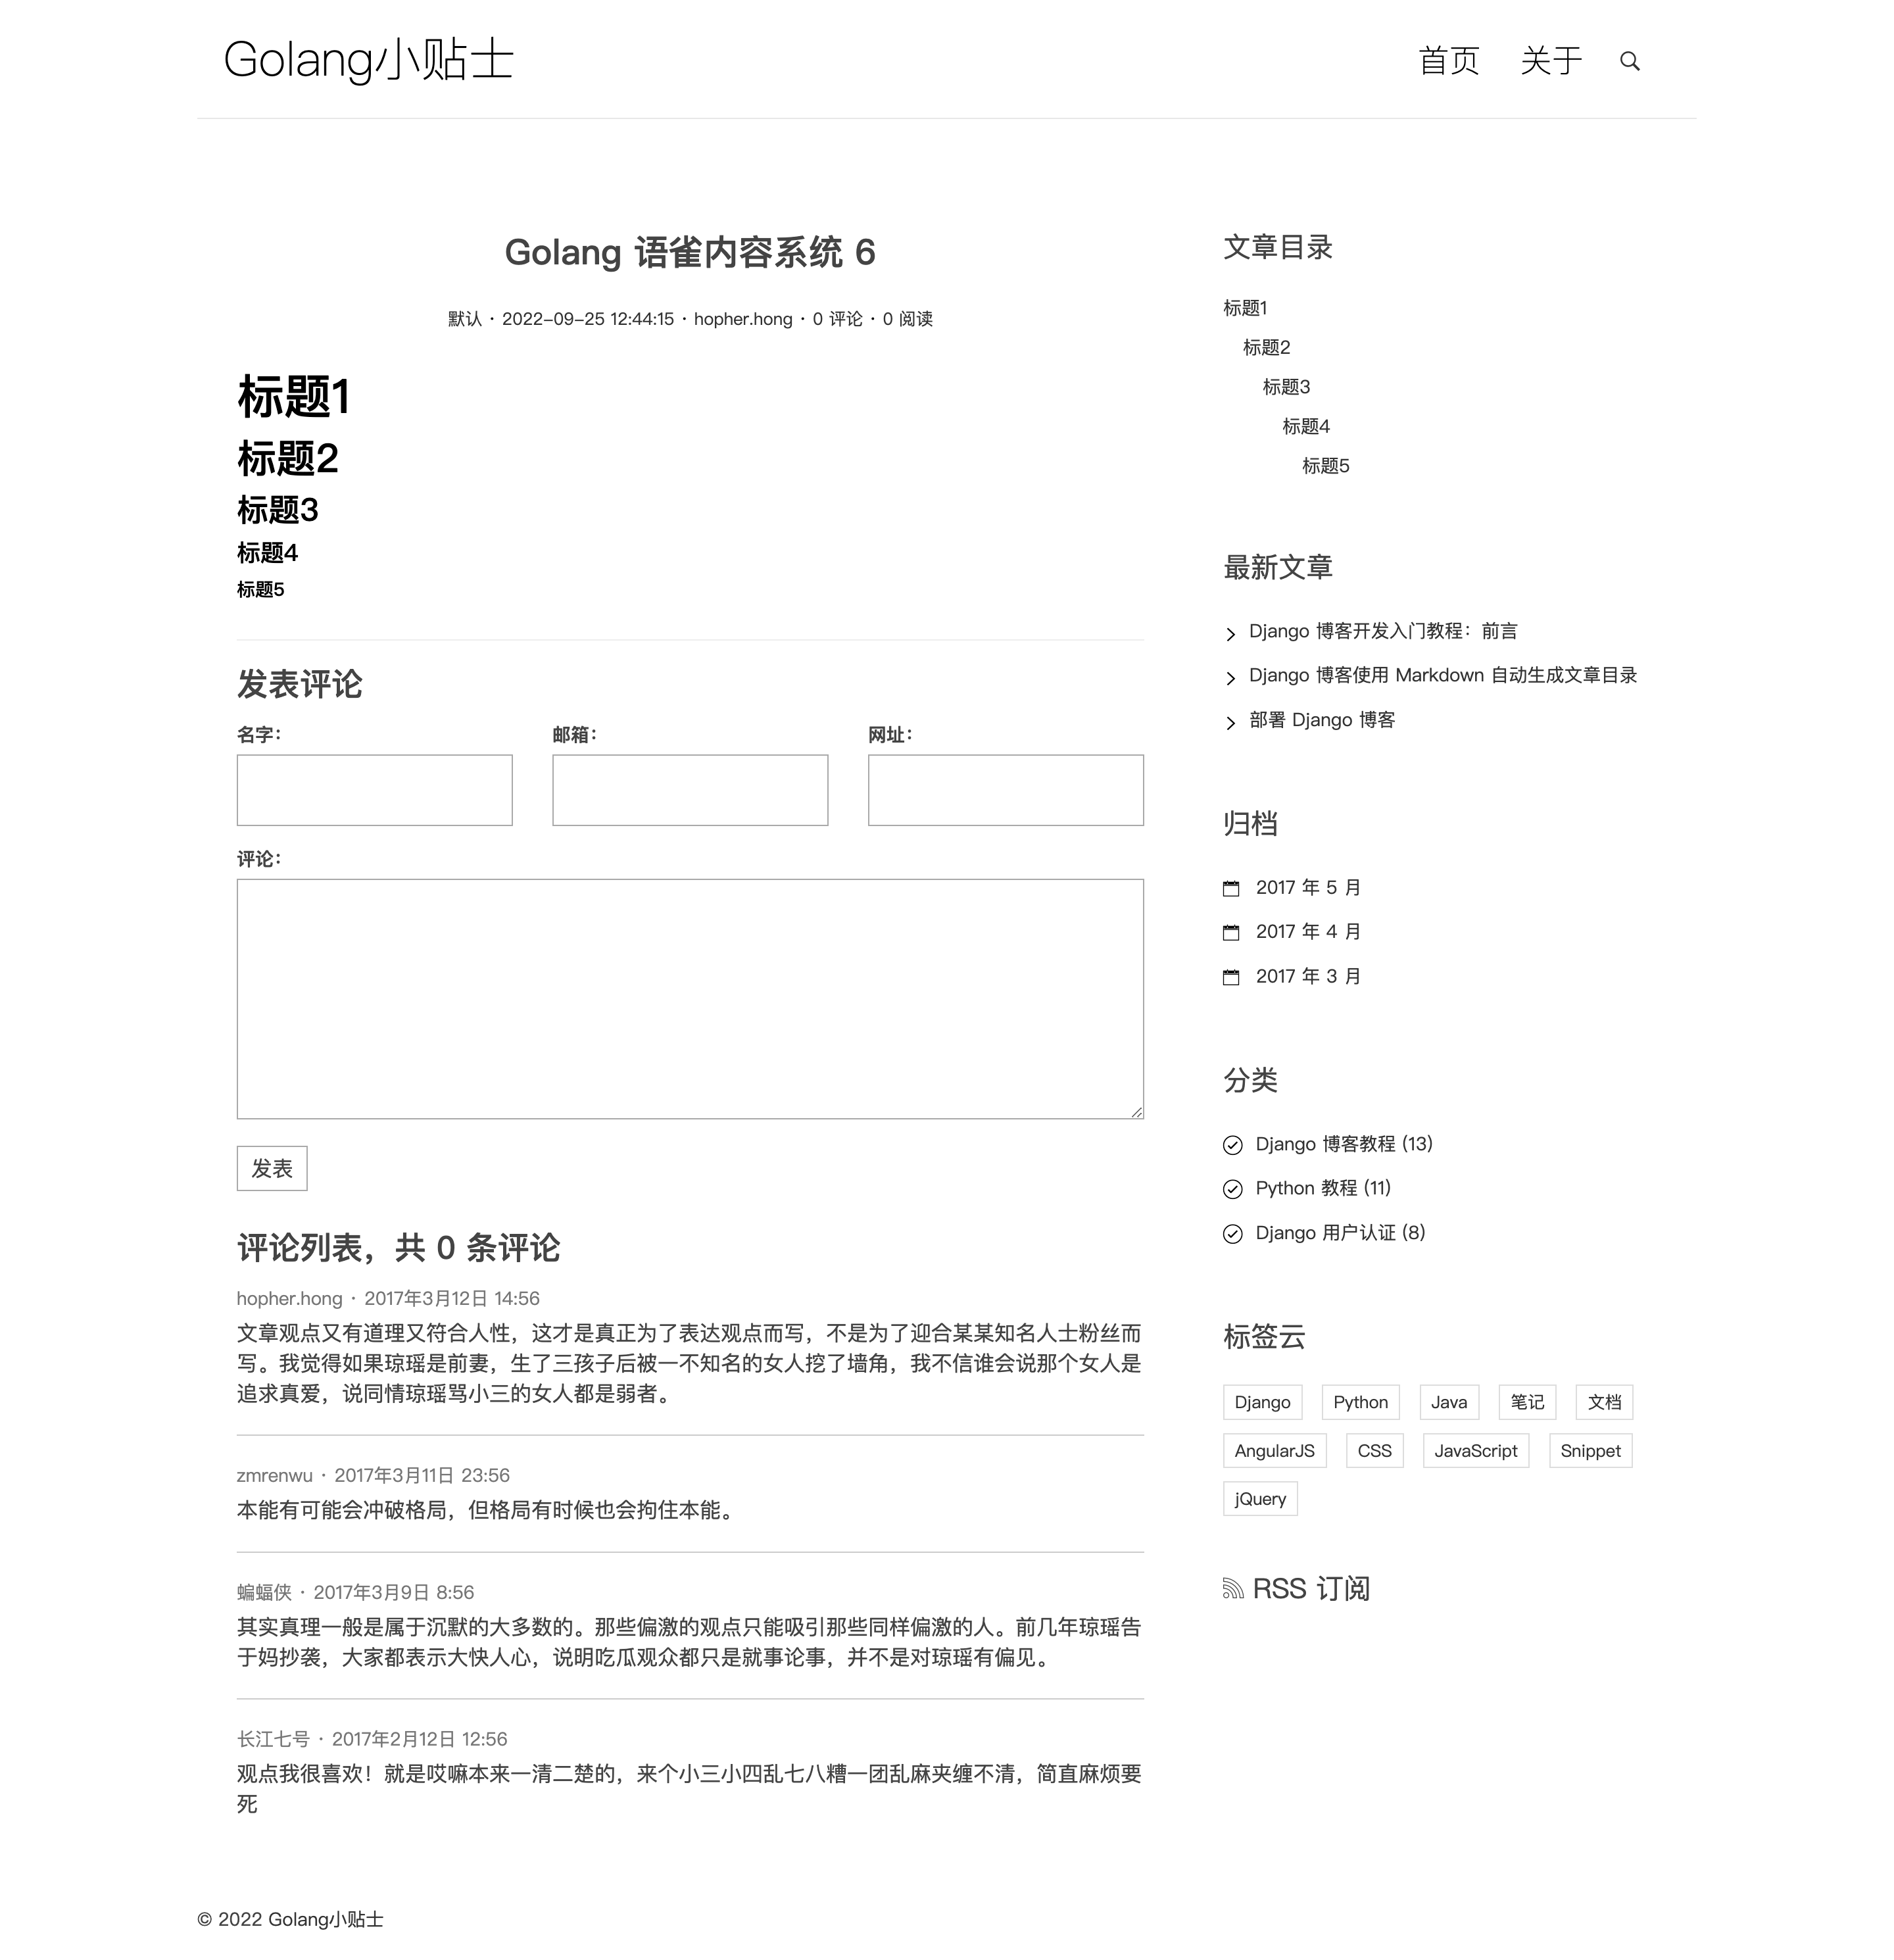 Golang小贴士
首页 关于
Golang 语雀内容系统 6
默认 · 2022-09-25 12:44:15 · hopher.hong · 0 评论 · 0 阅读
标题1
标题2
标题3
标题4
标题5
发表评论
名字： 邮箱： 网址：
评论：
发表
评论列表，共 0 条评论
hopher.hong · 2017年3月12日 14:56
文章观点又有道理又符合人性，这才是真正为了表达观点而写，不是为了迎合某某知名人士粉丝而
写。我觉得如果琼瑶是前妻，生了三孩子后被一不知名的女人挖了墙角，我不信谁会说那个女人是
追求真爱，说同情琼瑶骂小三的女人都是弱者。
zmrenwu · 2017年3月11日 23:56
本能有可能会冲破格局，但格局有时候也会拘住本能。
蝙蝠侠 · 2017年3月9日 8:56
其实真理一般是属于沉默的大多数的。那些偏激的观点只能吸引那些同样偏激的人。前几年琼瑶告
于妈抄袭，大家都表示大快人心，说明吃瓜观众都只是就事论事，并不是对琼瑶有偏见。
长江七号 · 2017年2月12日 12:56
观点我很喜欢！就是哎嘛本来一清二楚的，来个小三小四乱七八糟一团乱麻夹缠不清，简直麻烦要
死
文章目录
标题1
标题2
标题3
标题4
标题5
最新文章
Django 博客开发入门教程：前言
Django 博客使用 Markdown 自动生成文章目录
部署 Django 博客
归档
2017 年 5 月
2017 年 4 月
2017 年 3 月
分类
Django 博客教程 (13)
Python 教程 (11)
Django 用户认证 (8)
标签云
Django Python Java 笔记 文档
AngularJS CSS JavaScript Snippet
jQuery
RSS 订阅
© 2022 Golang小贴士